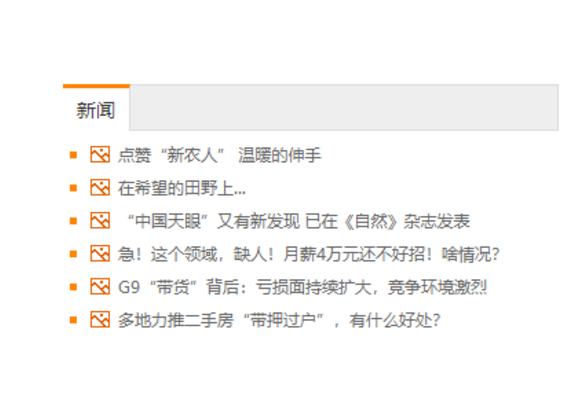 新闻
点赞“新农人” 温暖的伸手
在希望的田野上...
“中国天眼”又有新发现 已在《自然》杂志发表
急！这个领域，缺人！月薪4万元还不好招！啥情况？
G9“带货”背后：亏损面持续扩大，竞争环境激烈
多地力推二手房“带押过户”，有什么好处？